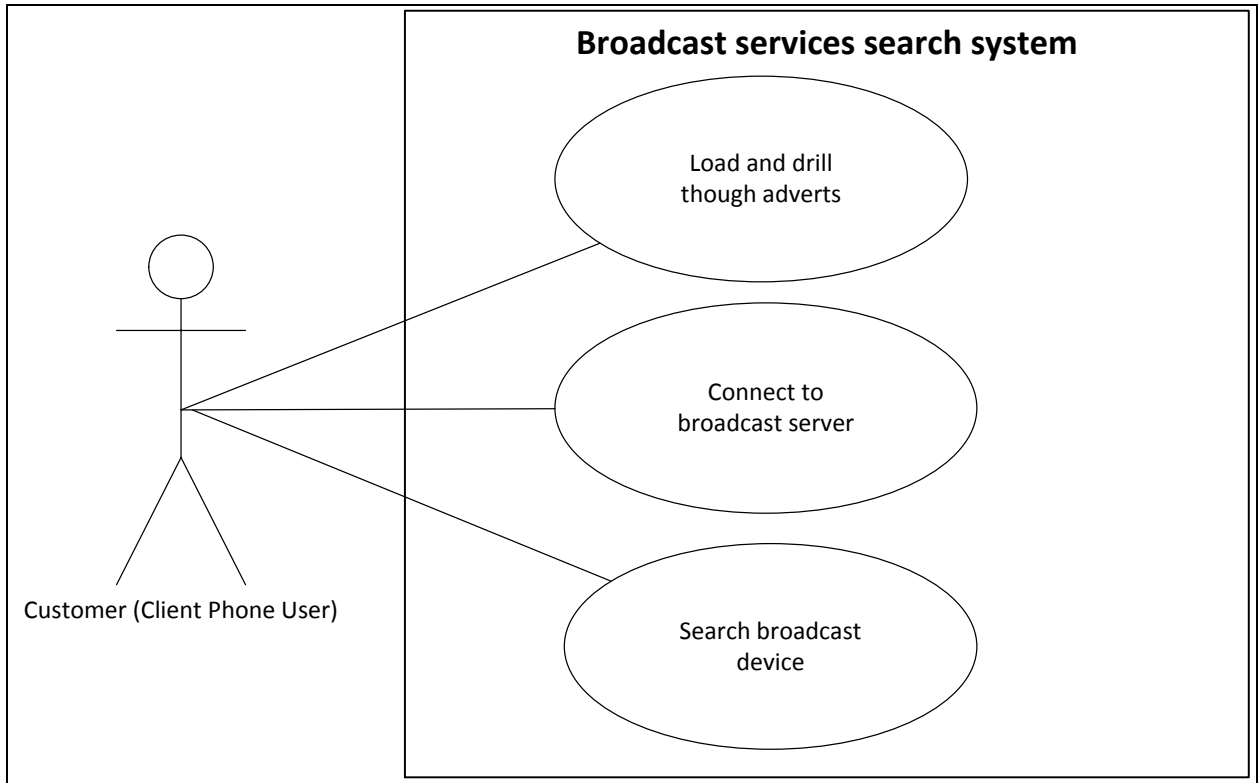 Broadcast services search system
Load and drill
though adverts
Connect to
broadcast server
Customer (Client Phone User)
Search broadcast
device